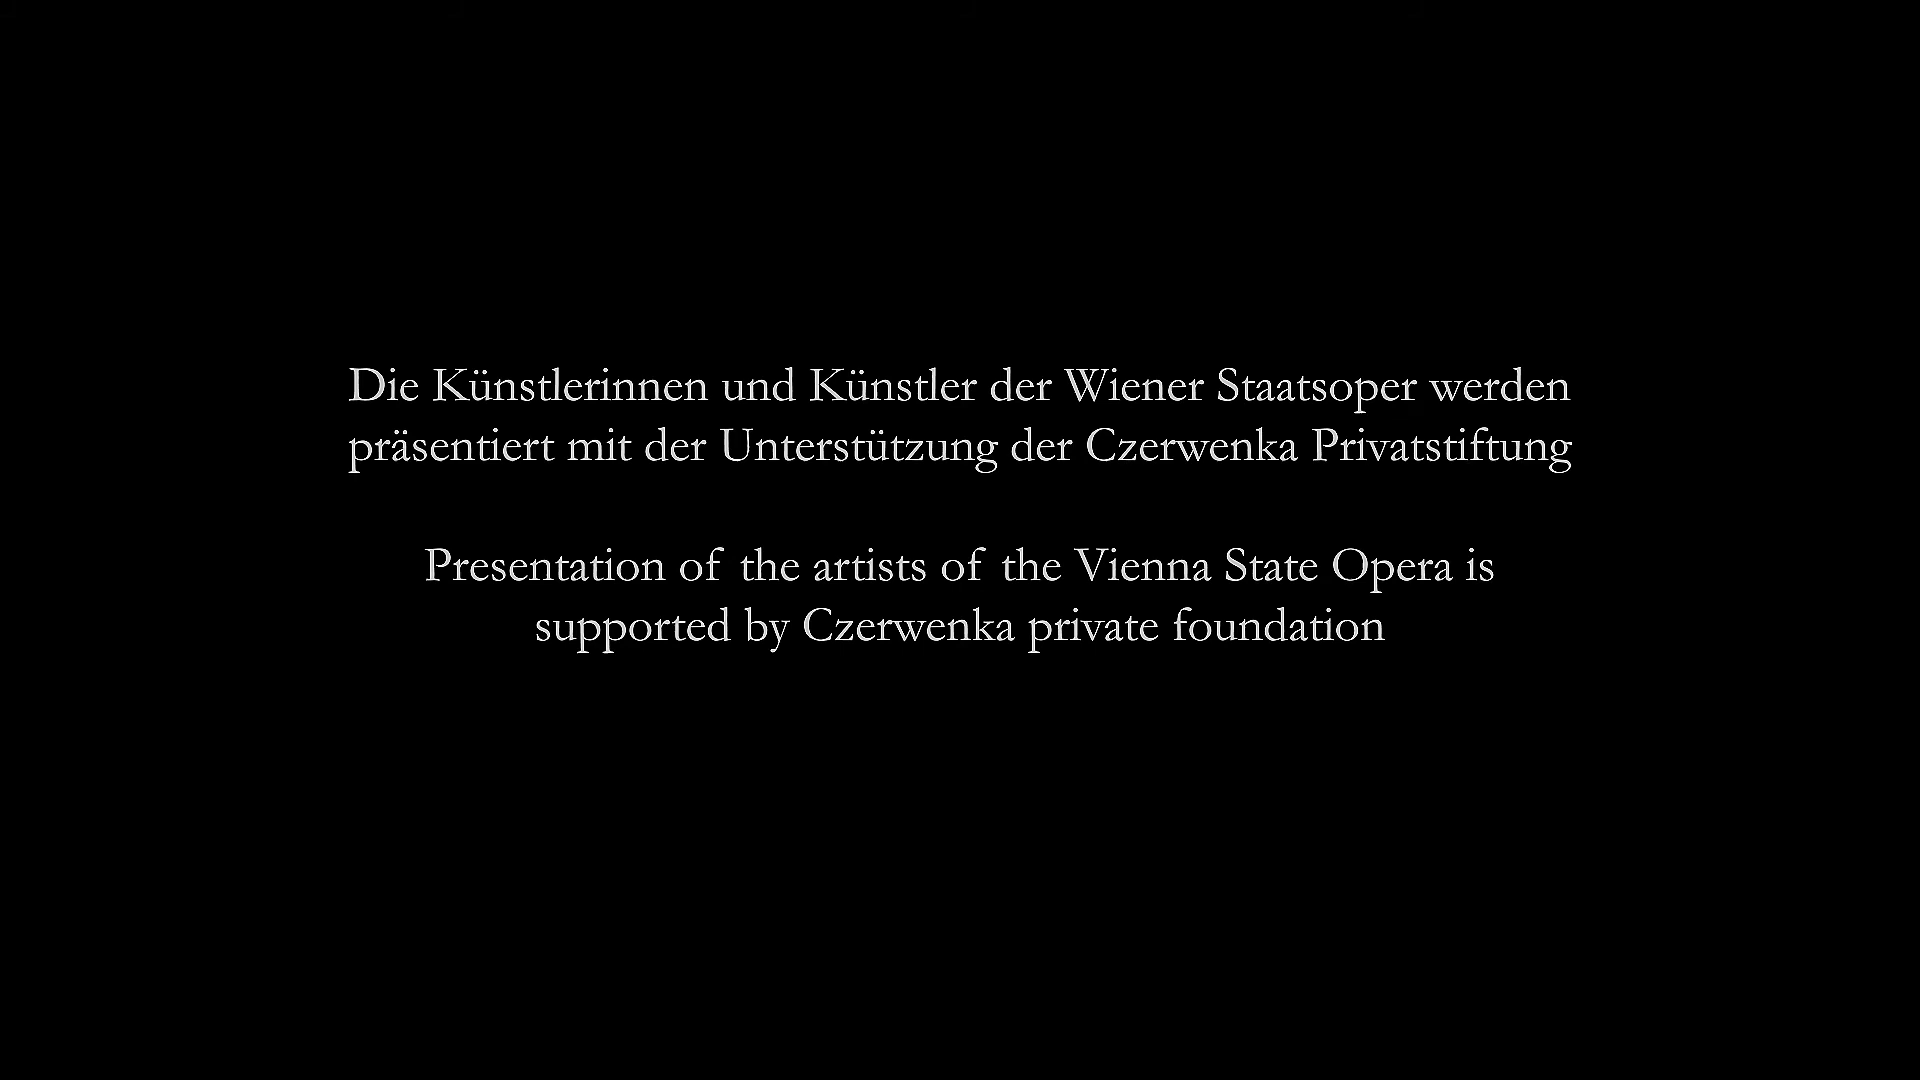 Die Künstlerinnen und Künstler der Wiener Staatsoper werden
präsentiert mit der Unterstützung der Czerwenka Privatstiftung
Presentation of the artists of the Vienna State Opera is
supported by Czerwenka private foundation